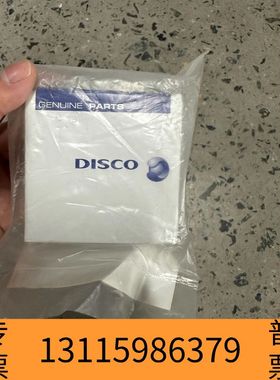 GENUINE PARTS
DISCO
专票
普票
13115986379